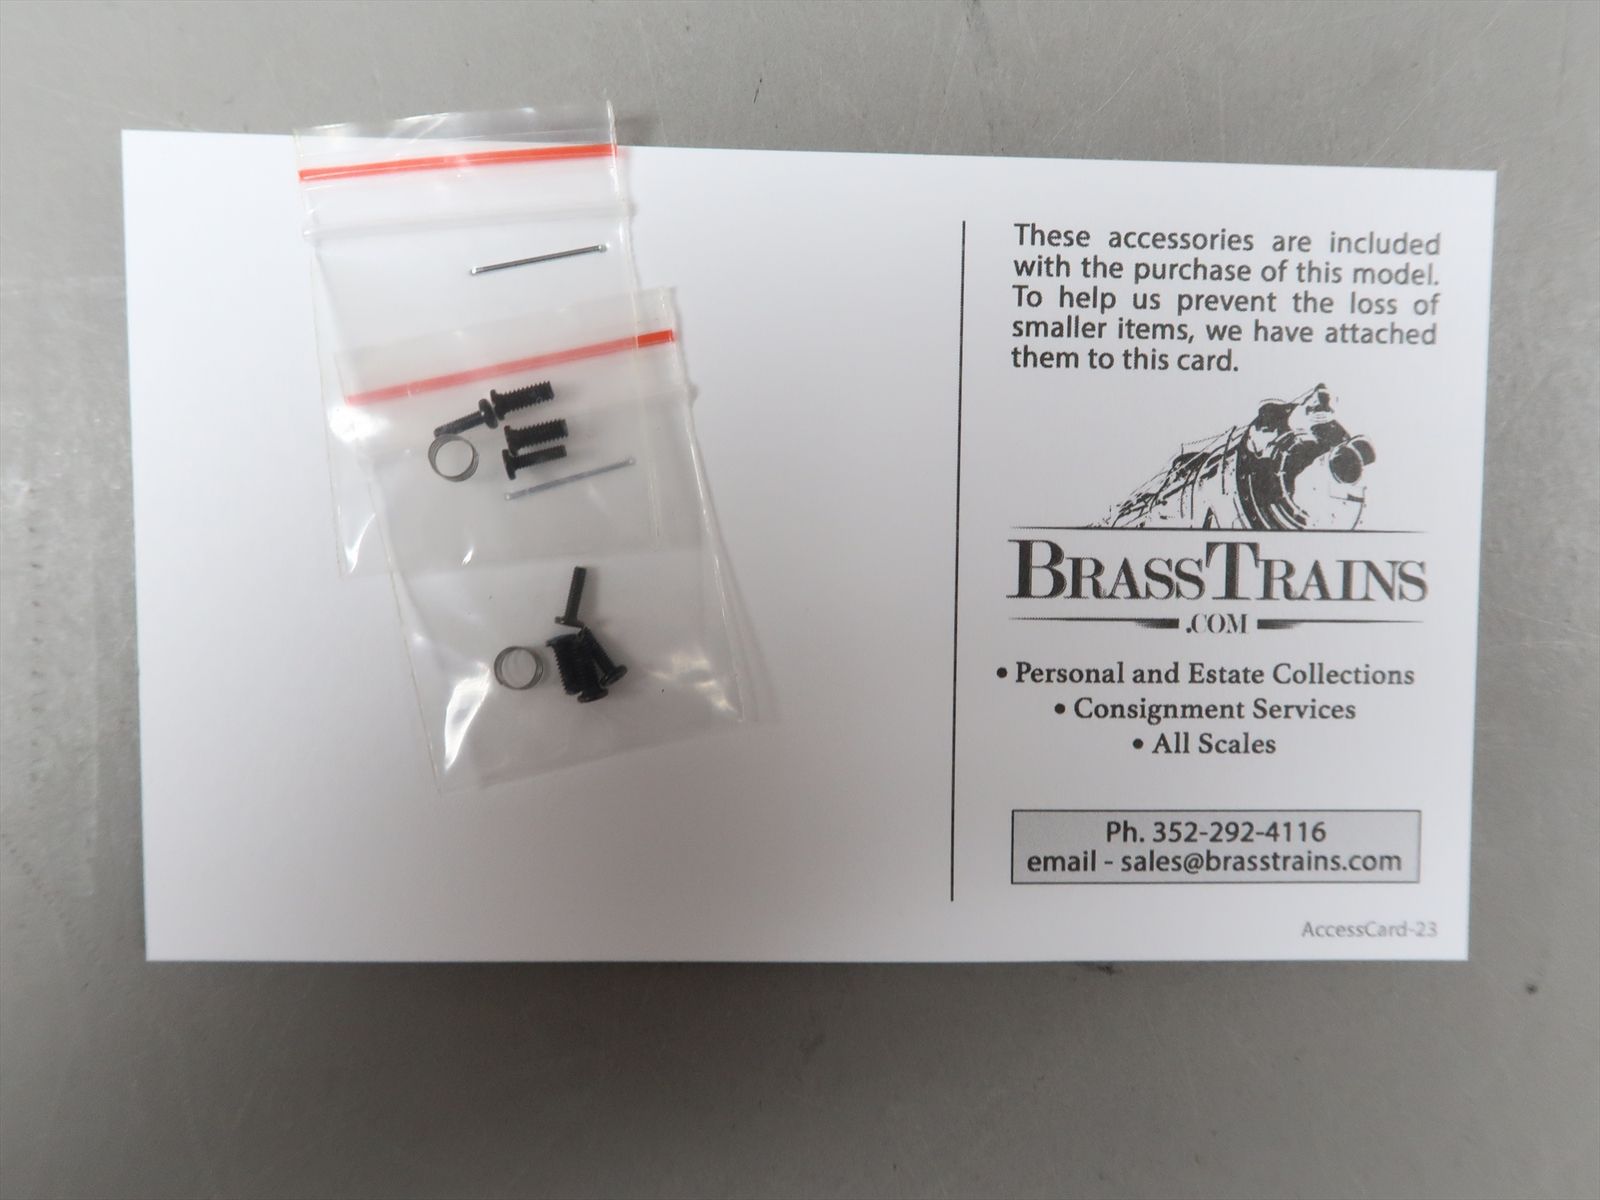 These accessories are included
with the purchase of this model.
To help us prevent the loss of
smaller items, we have attached
them to this card.
BRASSTRAINS
.COM
• Personal and Estate Collections
• Consignment Services
• All Scales
Ph. 352-292-4116
email - sales@brasstrains.com
AccessCard-23